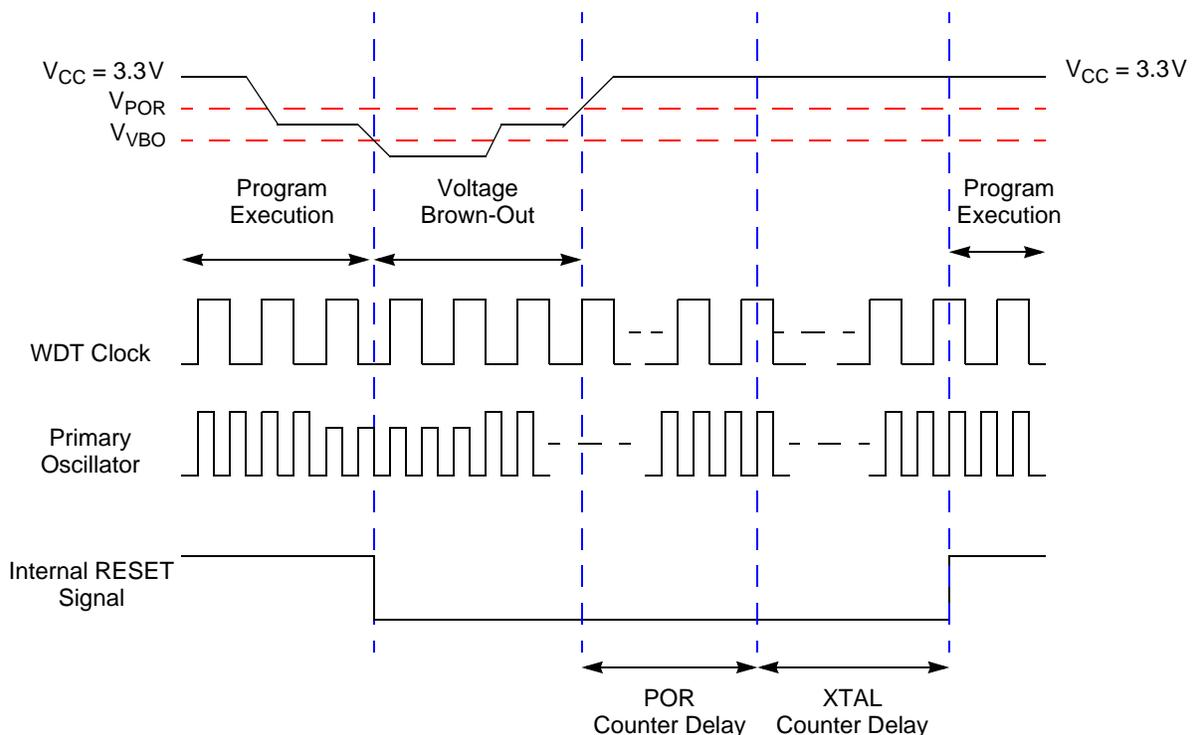 VCC = 3.3V
VCC = 3.3V
VPOR
VVBO
Program
Execution
Voltage
Brown-Out
Program
Execution
WDT Clock
Primary
Oscillator
Internal RESET
Signal
POR
Counter Delay
XTAL
Counter Delay